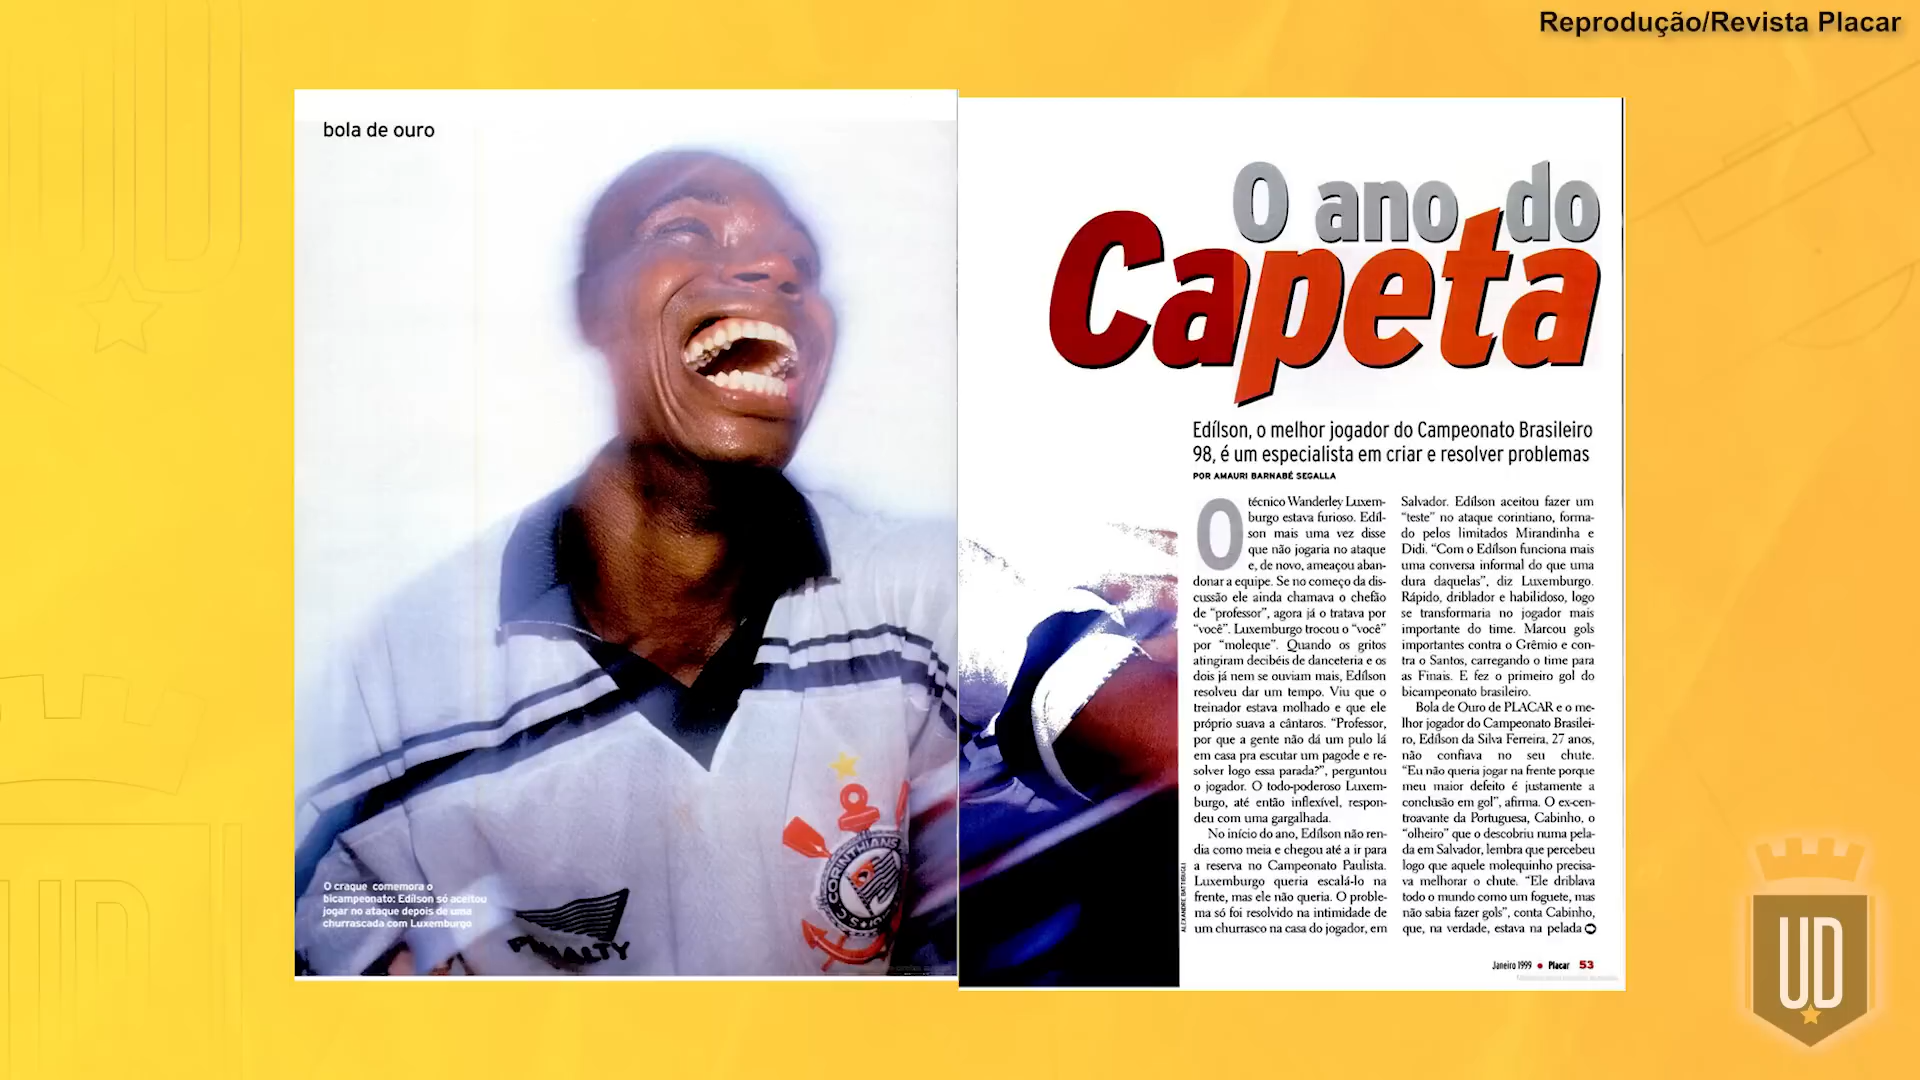 Reprodução/Revista Placar
bola de ouro
O craque comemora o
bicampeonato: Edílson só aceitou
jogar no ataque depois de uma
churrascada com Luxemburgo
PENALTY
CORINTHIANS
O ano do
Capeta
Edílson, o melhor jogador do Campeonato Brasileiro
98, é um especialista em criar e resolver problemas
POR AMAURI BARNABÉ SEGALLA
O técnico Wanderley Luxem-
burgo estava furioso. Edíl-
son mais uma vez disse
que não jogaria no ataque
e, de novo, ameaçou aban-
donar a equipe. Se no começo da dis-
cussão ele ainda chamava o chefão
de “professor”, agora já o tratava por
“você”. Luxemburgo trocou o “você”
por “moleque”. Quando os gritos
atingiram decibéis de danceteria e os
dois já nem se ouviam mais, Edílson
resolveu dar um tempo. Viu que o
treinador estava molhado e que ele
próprio suava a cântaros. “Professor,
por que a gente não dá um pulo lá
em casa pra escutar um pagode e re-
solver logo essa parada?”, perguntou
o jogador. O todo-poderoso Luxem-
burgo, até então inflexível, respon-
deu com uma gargalhada.
No início do ano, Edílson não ren-
dia como meia e chegou até a ir para
a reserva no Campeonato Paulista.
Luxemburgo queria escalá-lo na
frente, mas ele não queria. O proble-
ma só foi resolvido na intimidade de
um churrasco na casa do jogador, em
Salvador. Edílson aceitou fazer um
“teste” no ataque corintiano, forma-
do pelos limitados Mirandinha e
Didi. “Com o Edílson funciona mais
uma conversa informal do que uma
dura daquelas”, diz Luxemburgo.
Rápido, driblador e habilidoso, logo
se transformaria no jogador mais
importante do time. Marcou gols
importantes contra o Grêmio e con-
tra o Santos, carregando o time para
as Finais. E fez o primeiro gol do
bicampeonato brasileiro.
Bola de Ouro de PLACAR e o me-
lhor jogador do Campeonato Brasilei-
ro, Edílson da Silva Ferreira, 27 anos,
não confiava no seu chute.
“Eu não queria jogar na frente porque
meu maior defeito é justamente a
conclusão em gol”, afirma. O ex-cen-
troavante da Portuguesa, Cabinho, o
“olheiro” que o descobriu numa pela-
da em Salvador, lembra que percebeu
logo que aquele molequinho precisa-
va melhorar o chute. “Ele driblava
todo o mundo como um foguete, mas
não sabia fazer gols”, conta Cabinho,
que, na verdade, estava na pelada
ALEXANDRE BATTIBUGLI
Janeiro 1999 • Placar 53
UD